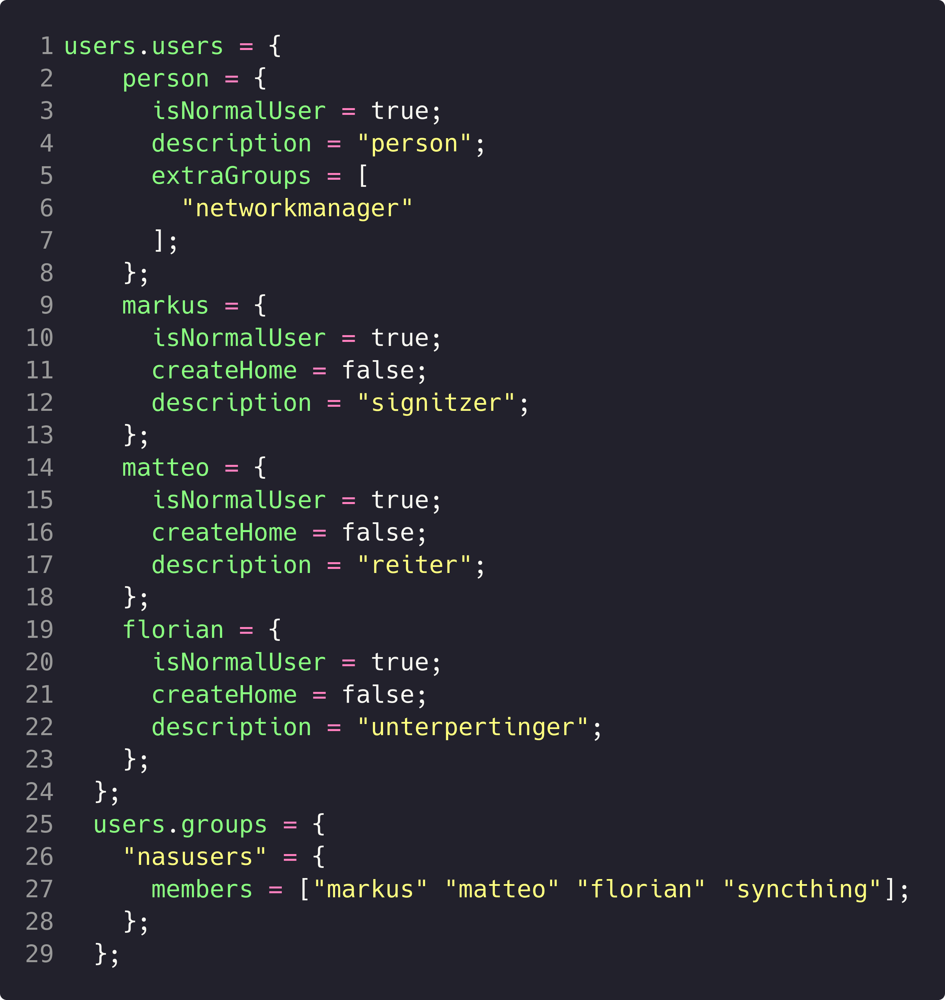 1 users.users = {
2     person = {
3       isNormalUser = true;
4       description = "person";
5       extraGroups = [
6         "networkmanager"
7       ];
8     };
9     markus = {
10       isNormalUser = true;
11       createHome = false;
12       description = "signitzer";
13     };
14     matteo = {
15       isNormalUser = true;
16       createHome = false;
17       description = "reiter";
18     };
19     florian = {
20       isNormalUser = true;
21       createHome = false;
22       description = "unterpertinger";
23     };
24   };
25   users.groups = {
26     "nasusers" = {
27       members = ["markus" "matteo" "florian" "syncthing"];
28     };
29   };